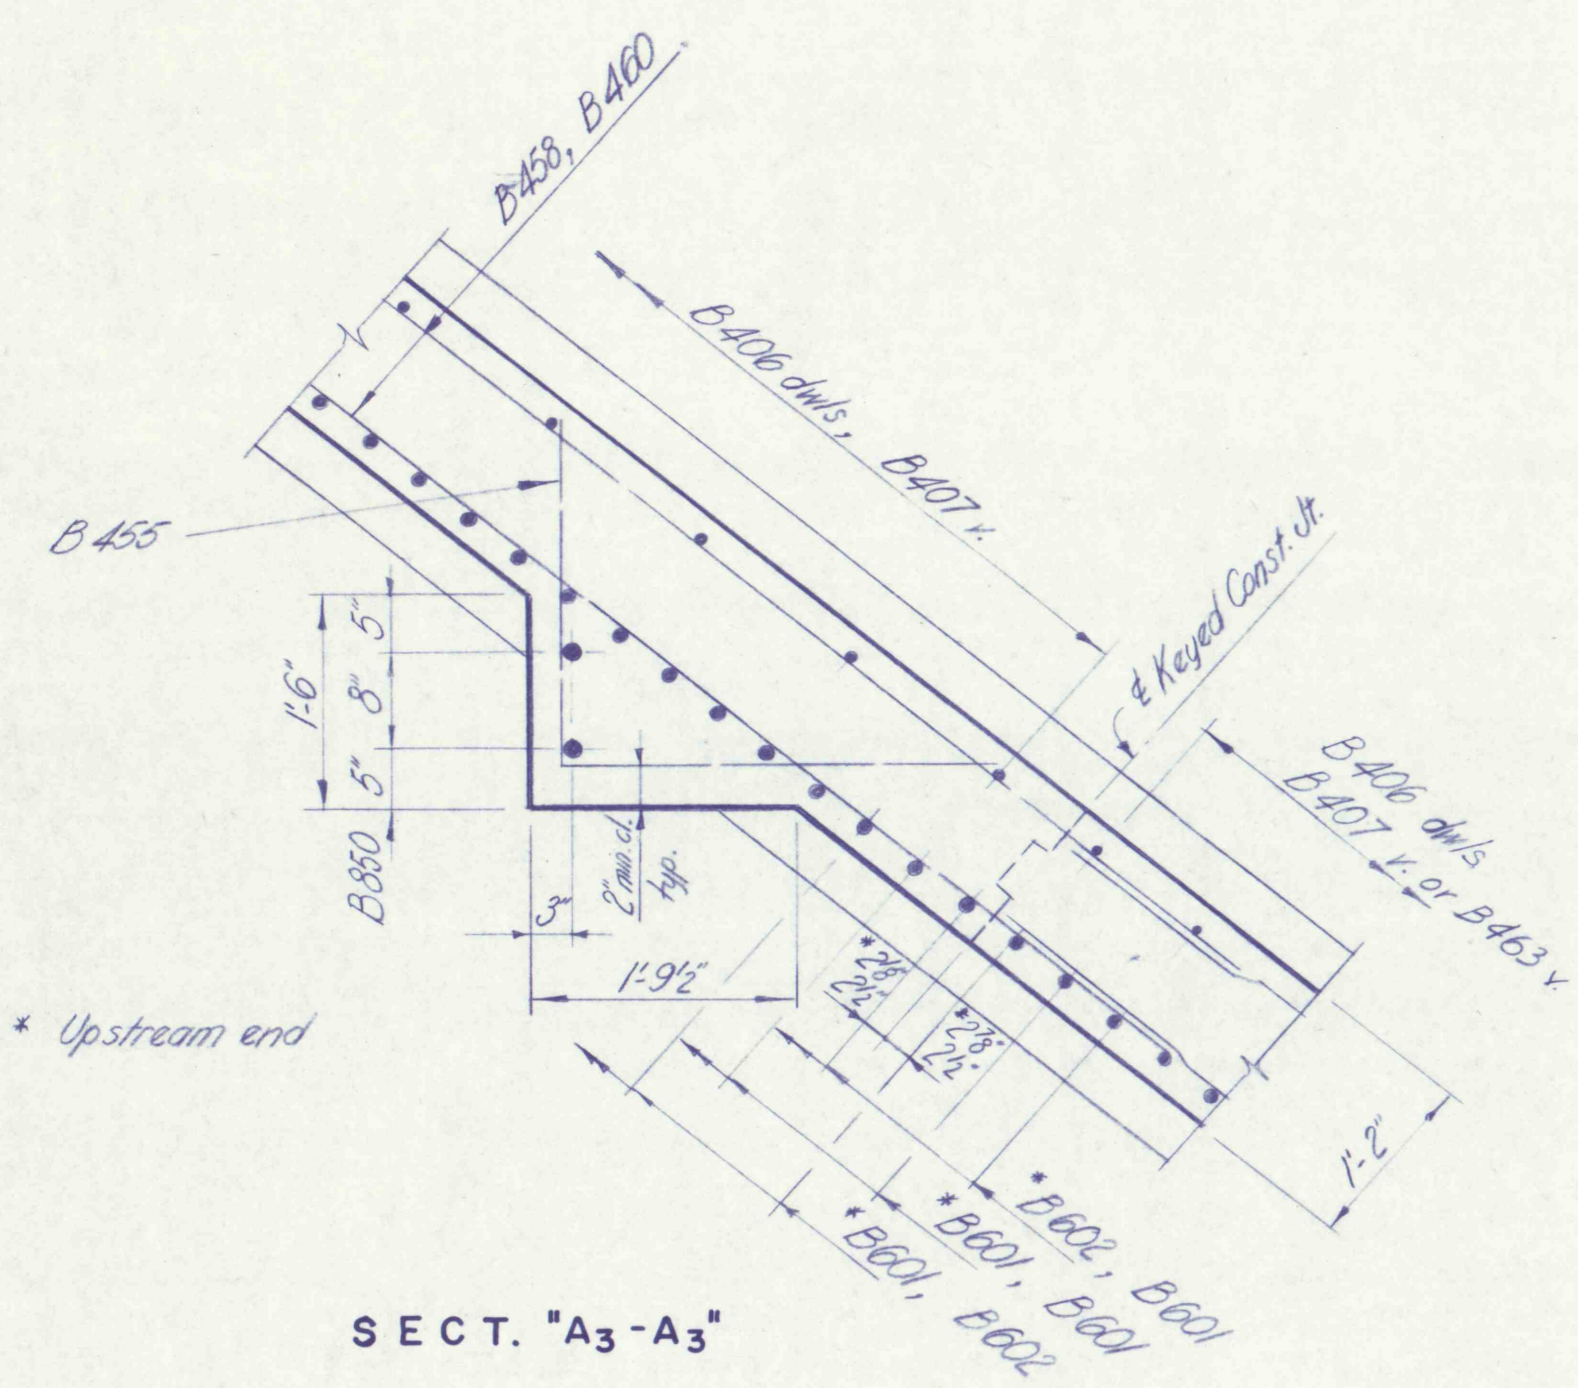 B458, B460
B406 dwls, B407 v.
B455
℄ Keyed Const. Jt.
B406 dwls
B407 v. or B463 v.
1'-6"
5"
8"
5"
B850
3"
2" min. cl.
typ.
1'-9½"
*2⅞"
2½"
*2⅞"
2½"
1'-2"
* Upstream end
*B602, B601
*B601, B601
*B601, B602
SECT. "A3-A3"